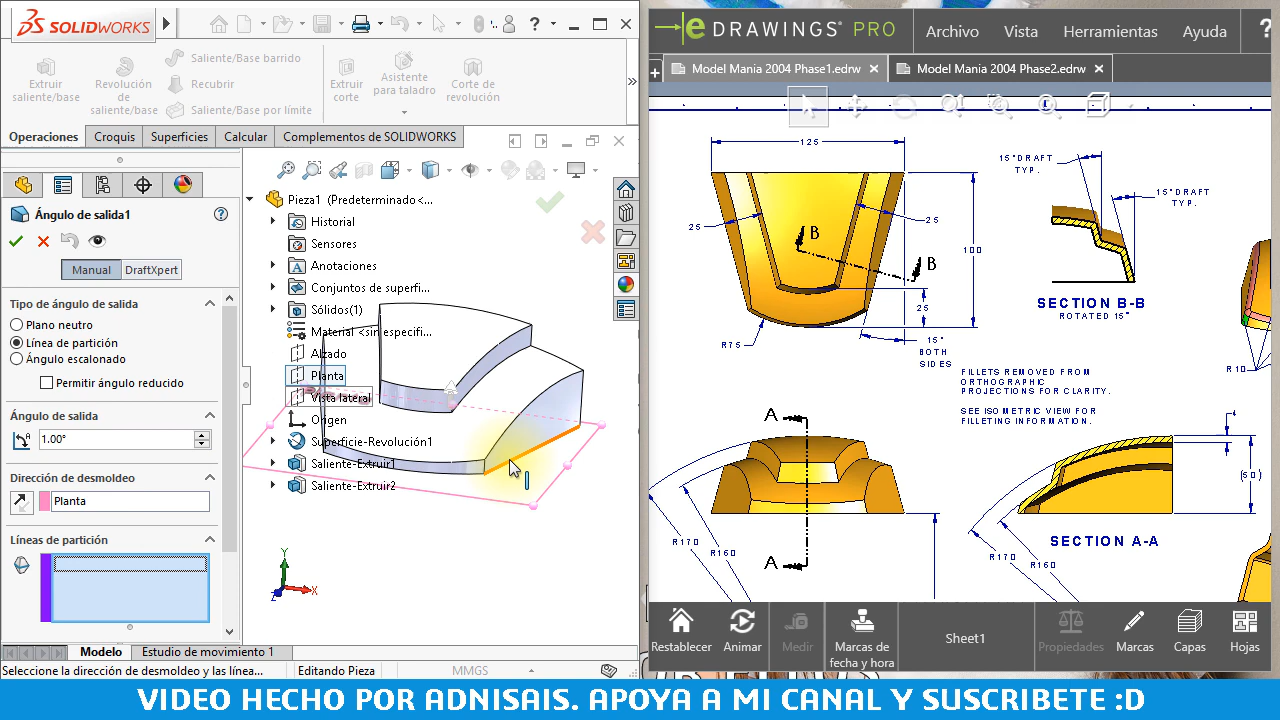 SOLIDWORKS
Extruir saliente/base
Revolución de saliente/base
Saliente/Base barrido
Recubrir
Saliente/Base por límite
Extruir corte
Asistente para taladro
Corte de revolución
Operaciones
Croquis
Superficies
Calcular
Complementos de SOLIDWORKS
Ángulo de salida1
Manual
DraftXpert
Tipo de ángulo de salida
Plano neutro
Línea de partición
Ángulo escalonado
Permitir ángulo reducido
Ángulo de salida
1.00°
Dirección de desmoldeo
Planta
Líneas de partición
Pieza1 (Predeterminado <...
Historial
Sensores
Anotaciones
Conjuntos de superfi...
Sólidos(1)
Material <sin especifi...
Alzado
Planta
Vista lateral
Origen
Superficie-Revolución1
Saliente-Extruir1
Saliente-Extruir2
Y
X
Z
Modelo
Estudio de movimiento 1
Seleccione la dirección de desmoldeo y las línea...
Editando Pieza
MMGS
e DRAWINGS® PRO
Archivo
Vista
Herramientas
Ayuda
?
Model Mania 2004 Phase1.edrw
Model Mania 2004 Phase2.edrw
125
15°DRAFT
TYP.
15°DRAFT
TYP.
25
25
B
B
100
25
R75
15°
BOTH
SIDES
SECTION B-B
ROTATED 15°
R10
FILLETS REMOVED FROM
ORTHOGRAPHIC
PROJECTIONS FOR CLARITY.
SEE ISOMETRIC VIEW FOR
FILLETING INFORMATION.
A
A
R170
R160
4
(50)
R170
R160
SECTION A-A
Restablecer
Animar
Medir
Marcas de fecha y hora
Sheet1
Propiedades
Marcas
Capas
Hojas
VIDEO HECHO POR ADNISAIS. APOYA A MI CANAL Y SUSCRIBETE :D